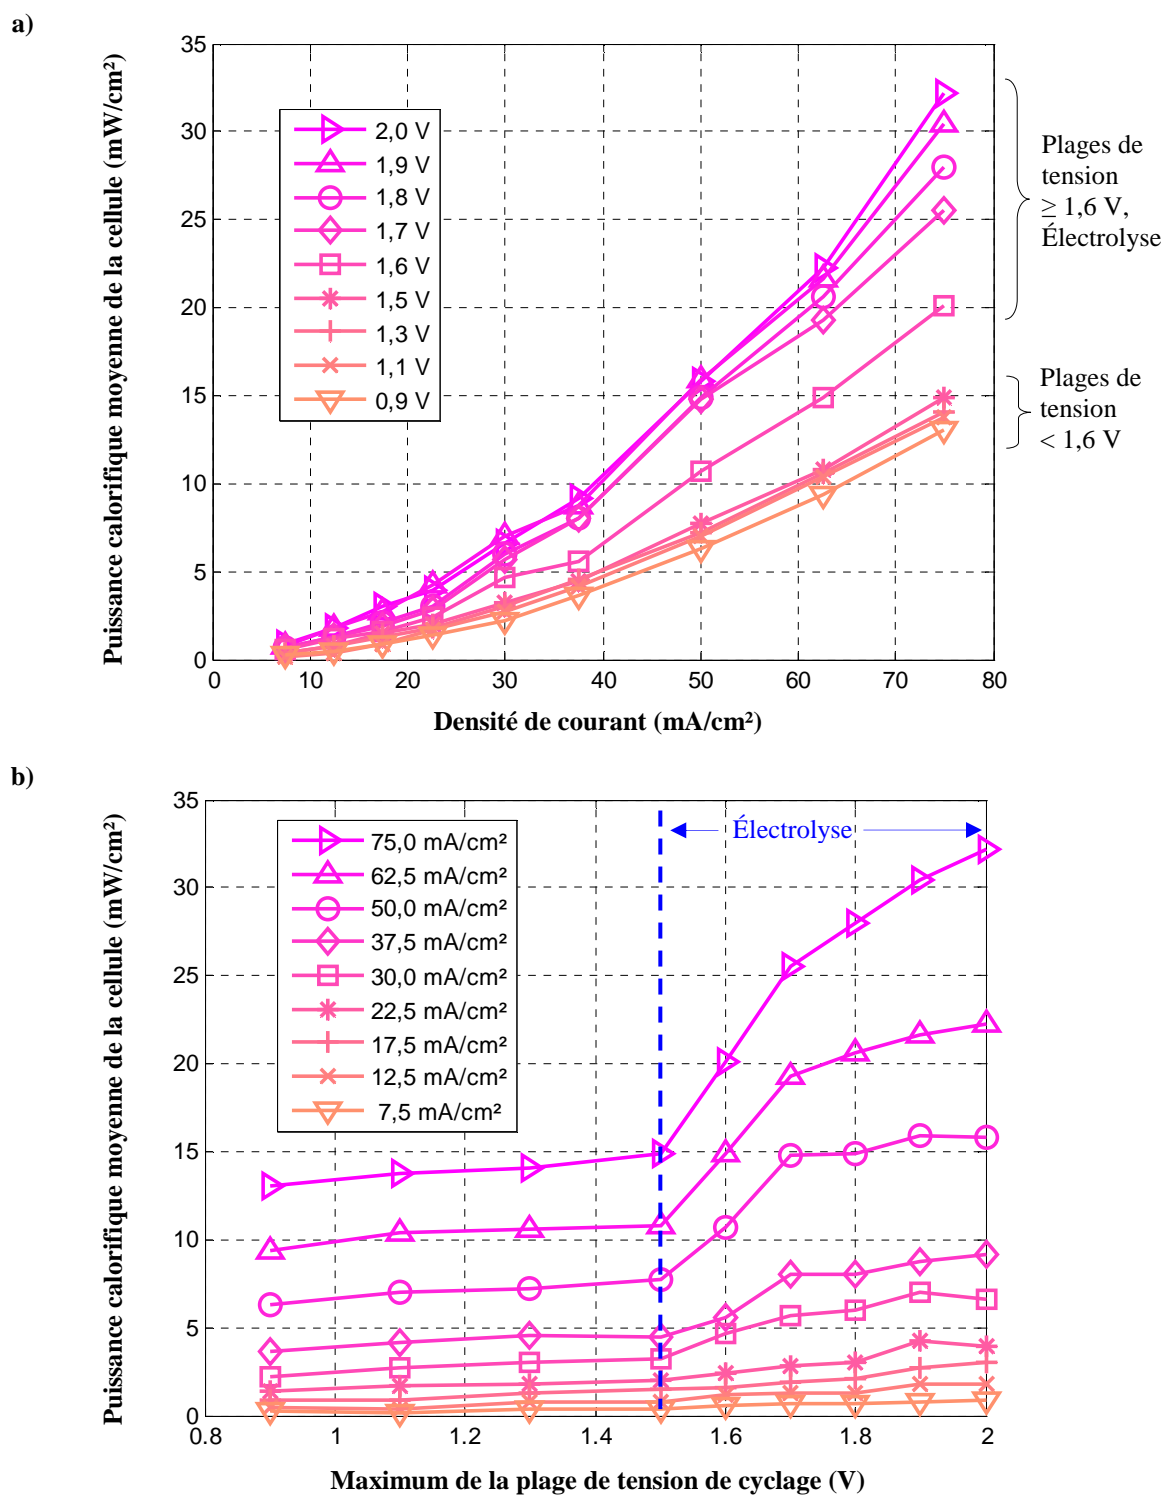 a)
Puissance calorifique moyenne de la cellule (mW/cm²)
35
30
25
20
15
10
5
0
2,0 V
1,9 V
1,8 V
1,7 V
1,6 V
1,5 V
1,3 V
1,1 V
0,9 V
Plages de
tension
≥ 1,6 V,
Électrolyse
Plages de
tension
< 1,6 V
0 10 20 30 40 50 60 70 80
Densité de courant (mA/cm²)
b)
Puissance calorifique moyenne de la cellule (mW/cm²)
35
30
25
20
15
10
5
0
75,0 mA/cm²
62,5 mA/cm²
50,0 mA/cm²
37,5 mA/cm²
30,0 mA/cm²
22,5 mA/cm²
17,5 mA/cm²
12,5 mA/cm²
7,5 mA/cm²
Électrolyse
0.8 1 1.2 1.4 1.6 1.8 2
Maximum de la plage de tension de cyclage (V)